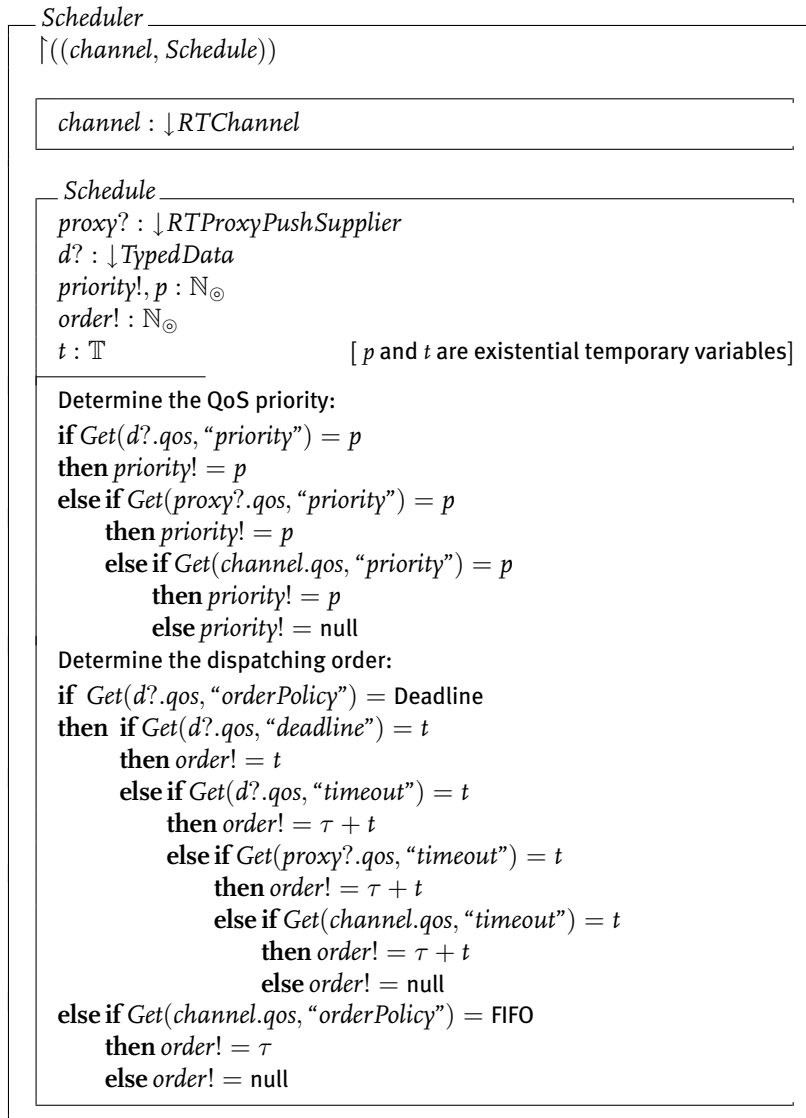 Scheduler
↾((channel, Schedule))
channel : ↓RTChannel
Schedule
proxy? : ↓RTProxyPushSupplier
d? : ↓TypedData
priority!, p : ℕ⊚
order! : ℕ⊚
t : 𝕋 [ p and t are existential temporary variables]
Determine the QoS priority:
if Get(d?.qos, “priority”) = p
then priority! = p
else if Get(proxy?.qos, “priority”) = p
then priority! = p
else if Get(channel.qos, “priority”) = p
then priority! = p
else priority! = null
Determine the dispatching order:
if Get(d?.qos, “orderPolicy”) = Deadline
then if Get(d?.qos, “deadline”) = t
then order! = t
else if Get(d?.qos, “timeout”) = t
then order! = τ + t
else if Get(proxy?.qos, “timeout”) = t
then order! = τ + t
else if Get(channel.qos, “timeout”) = t
then order! = τ + t
else order! = null
else if Get(channel.qos, “orderPolicy”) = FIFO
then order! = τ
else order! = null